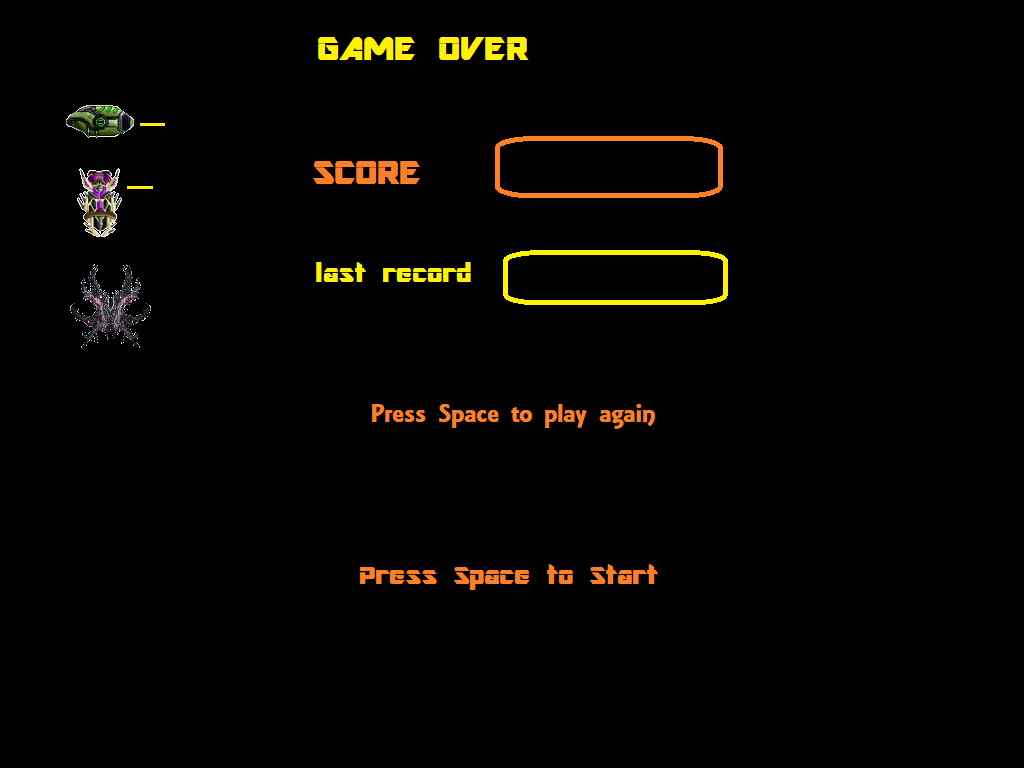 GAME OVER
SCORE
last record
Press Space to play again
Press Space to Start